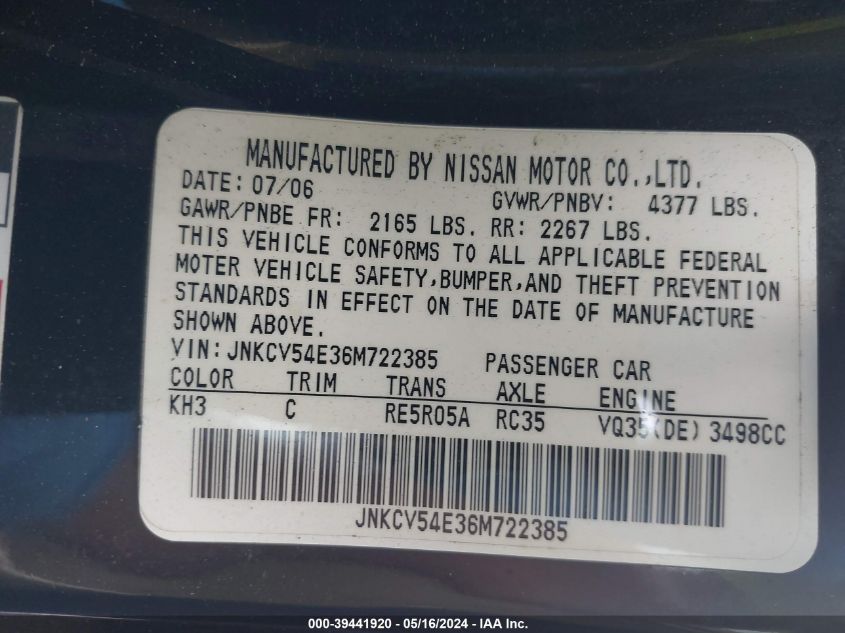 MANUFACTURED BY NISSAN MOTOR CO.,LTD.
DATE: 07/06 GVWR/PNBV: 4377 LBS.
GAWR/PNBE FR: 2165 LBS. RR: 2267 LBS.
THIS VEHICLE CONFORMS TO ALL APPLICABLE FEDERAL
MOTER VEHICLE SAFETY,BUMPER,AND THEFT PREVENTION
STANDARDS IN EFFECT ON THE DATE OF MANUFACTURE
SHOWN ABOVE.
VIN: JNKCV54E36M722385 PASSENGER CAR
COLOR TRIM TRANS AXLE ENGINE
KH3 C RE5R05A RC35 VQ35(DE) 3498CC
JNKCV54E36M722385
000-39441920 - 05/16/2024 - IAA Inc.